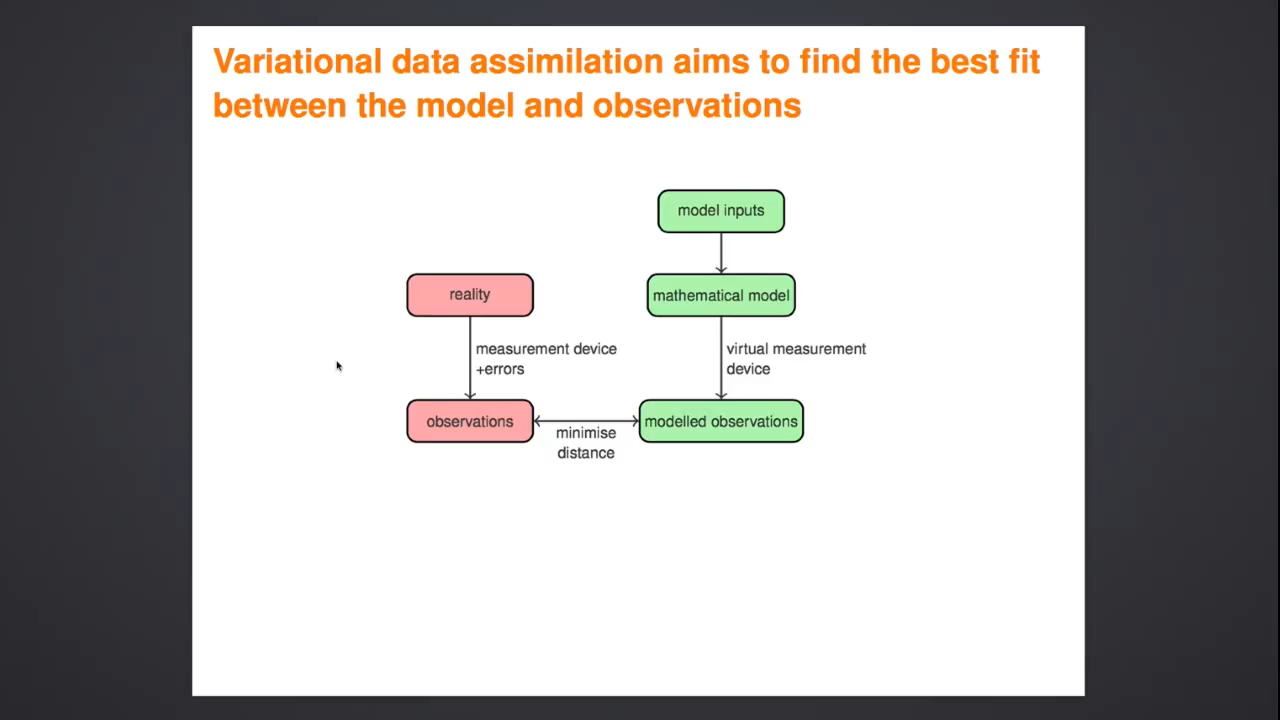 Variational data assimilation aims to find the best fit
between the model and observations
model inputs
reality
mathematical model
measurement device
+errors
virtual measurement
device
observations
minimise
distance
modelled observations